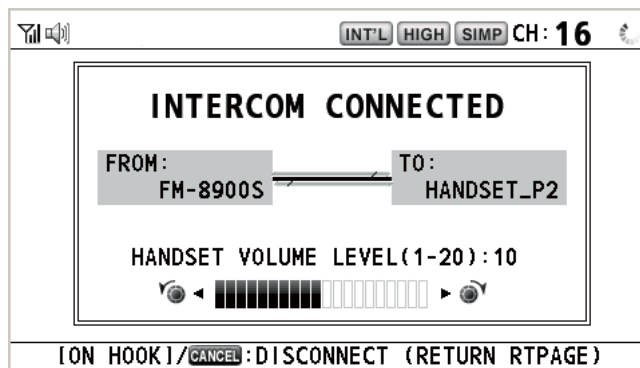 INT'L HIGH SIMP CH: 16
INTERCOM CONNECTED
FROM: TO:
FM-8900S HANDSET_P2
HANDSET VOLUME LEVEL(1-20):10
[ON HOOK]/CANCEL:DISCONNECT (RETURN RTPAGE)